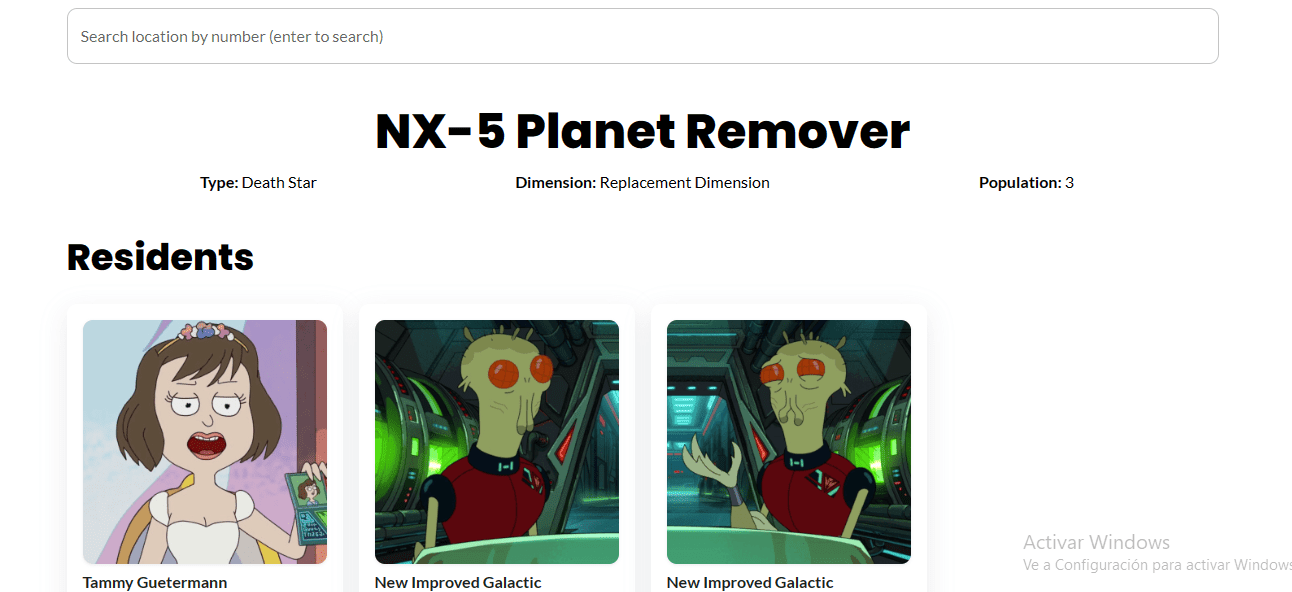 Search location by number (enter to search)
NX-5 Planet Remover
Type: Death Star Dimension: Replacement Dimension Population: 3
Residents
Tammy Guetermann New Improved Galactic New Improved Galactic
Activar Windows
Ve a Configuración para activar Windows